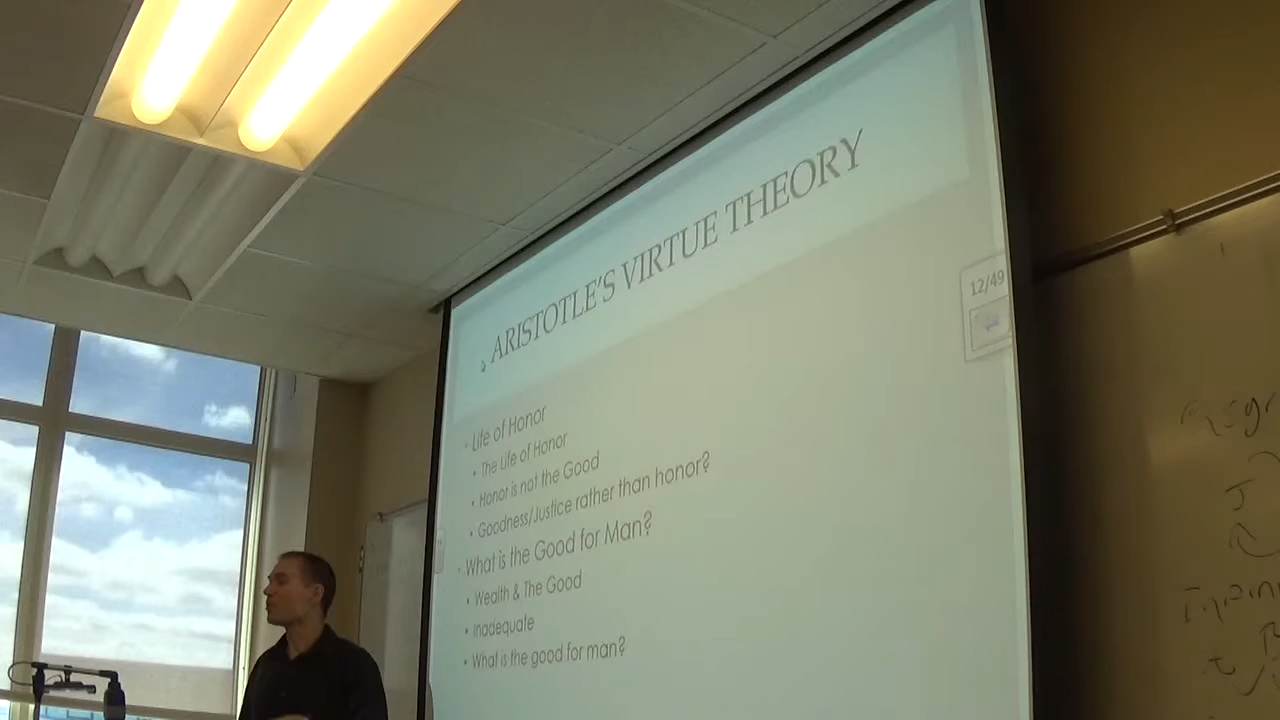 ARISTOTLE'S VIRTUE THEORY
12/49
Life of Honor
The Life of Honor
Honor is not the Good
Goodness/Justice rather than honor?
What is the Good for Man?
Wealth & The Good
Inadequate
What is the good for man?